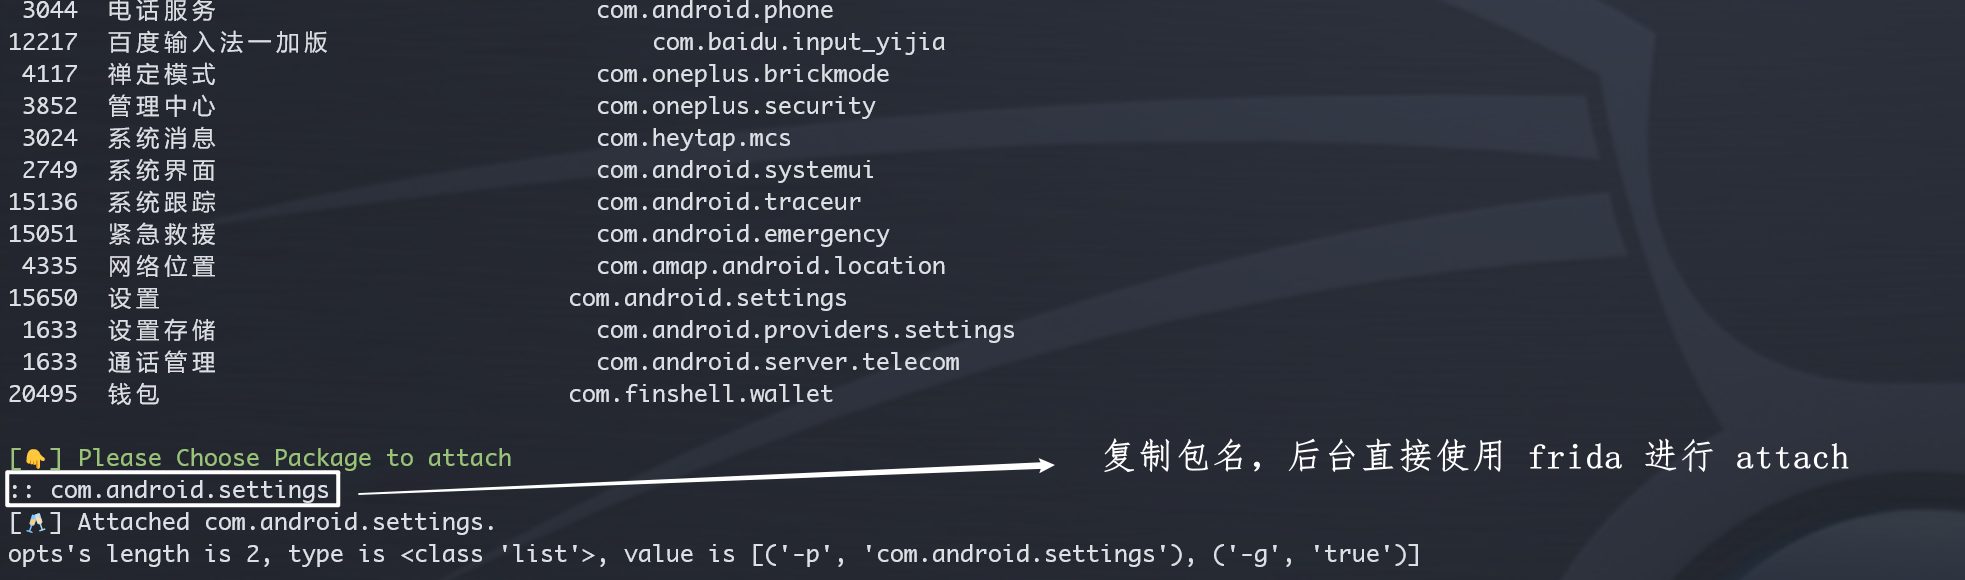 3044 电话服务 com.android.phone
12217 百度输入法一加版 com.baidu.input_yijia
4117 禅定模式 com.oneplus.brickmode
3852 管理中心 com.oneplus.security
3024 系统消息 com.heytap.mcs
2749 系统界面 com.android.systemui
15136 系统跟踪 com.android.traceur
15051 紧急救援 com.android.emergency
4335 网络位置 com.amap.android.location
15650 设置 com.android.settings
1633 设置存储 com.android.providers.settings
1633 通话管理 com.android.server.telecom
20495 钱包 com.finshell.wallet
[👇] Please Choose Package to attach
:: com.android.settings
复制包名，后台直接使用 frida 进行 attach
[🥂] Attached com.android.settings.
opts's length is 2, type is <class 'list'>, value is [('-p', 'com.android.settings'), ('-g', 'true')]